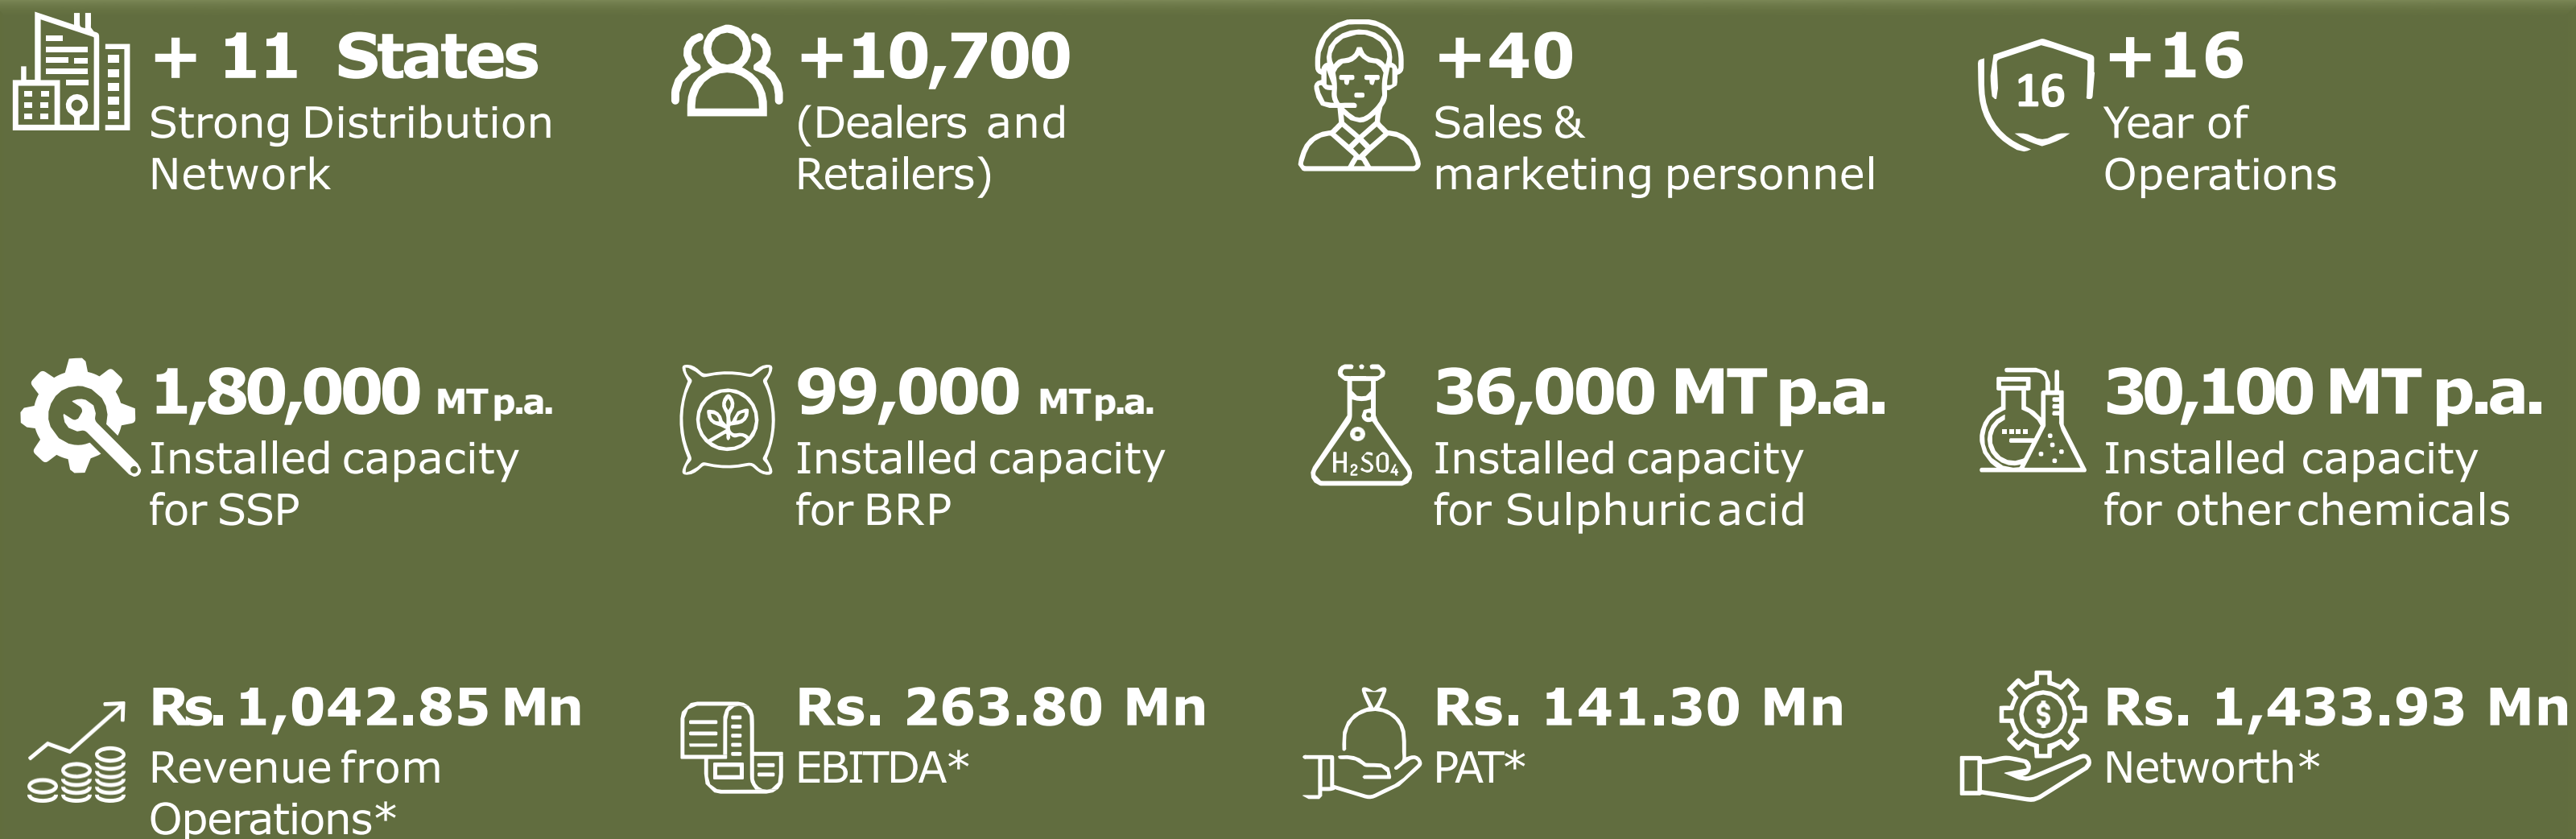 + 11 States
Strong Distribution
Network
+10,700
(Dealers and
Retailers)
+40
Sales &
marketing personnel
16
+16
Year of
Operations
1,80,000 MT p.a.
Installed capacity
for SSP
99,000 MT p.a.
Installed capacity
for BRP
H₂SO₄
36,000 MT p.a.
Installed capacity
for Sulphuric acid
30,100 MT p.a.
Installed capacity
for other chemicals
Rs. 1,042.85 Mn
Revenue from
Operations*
Rs. 263.80 Mn
EBITDA*
Rs. 141.30 Mn
PAT*
$
Rs. 1,433.93 Mn
Networth*